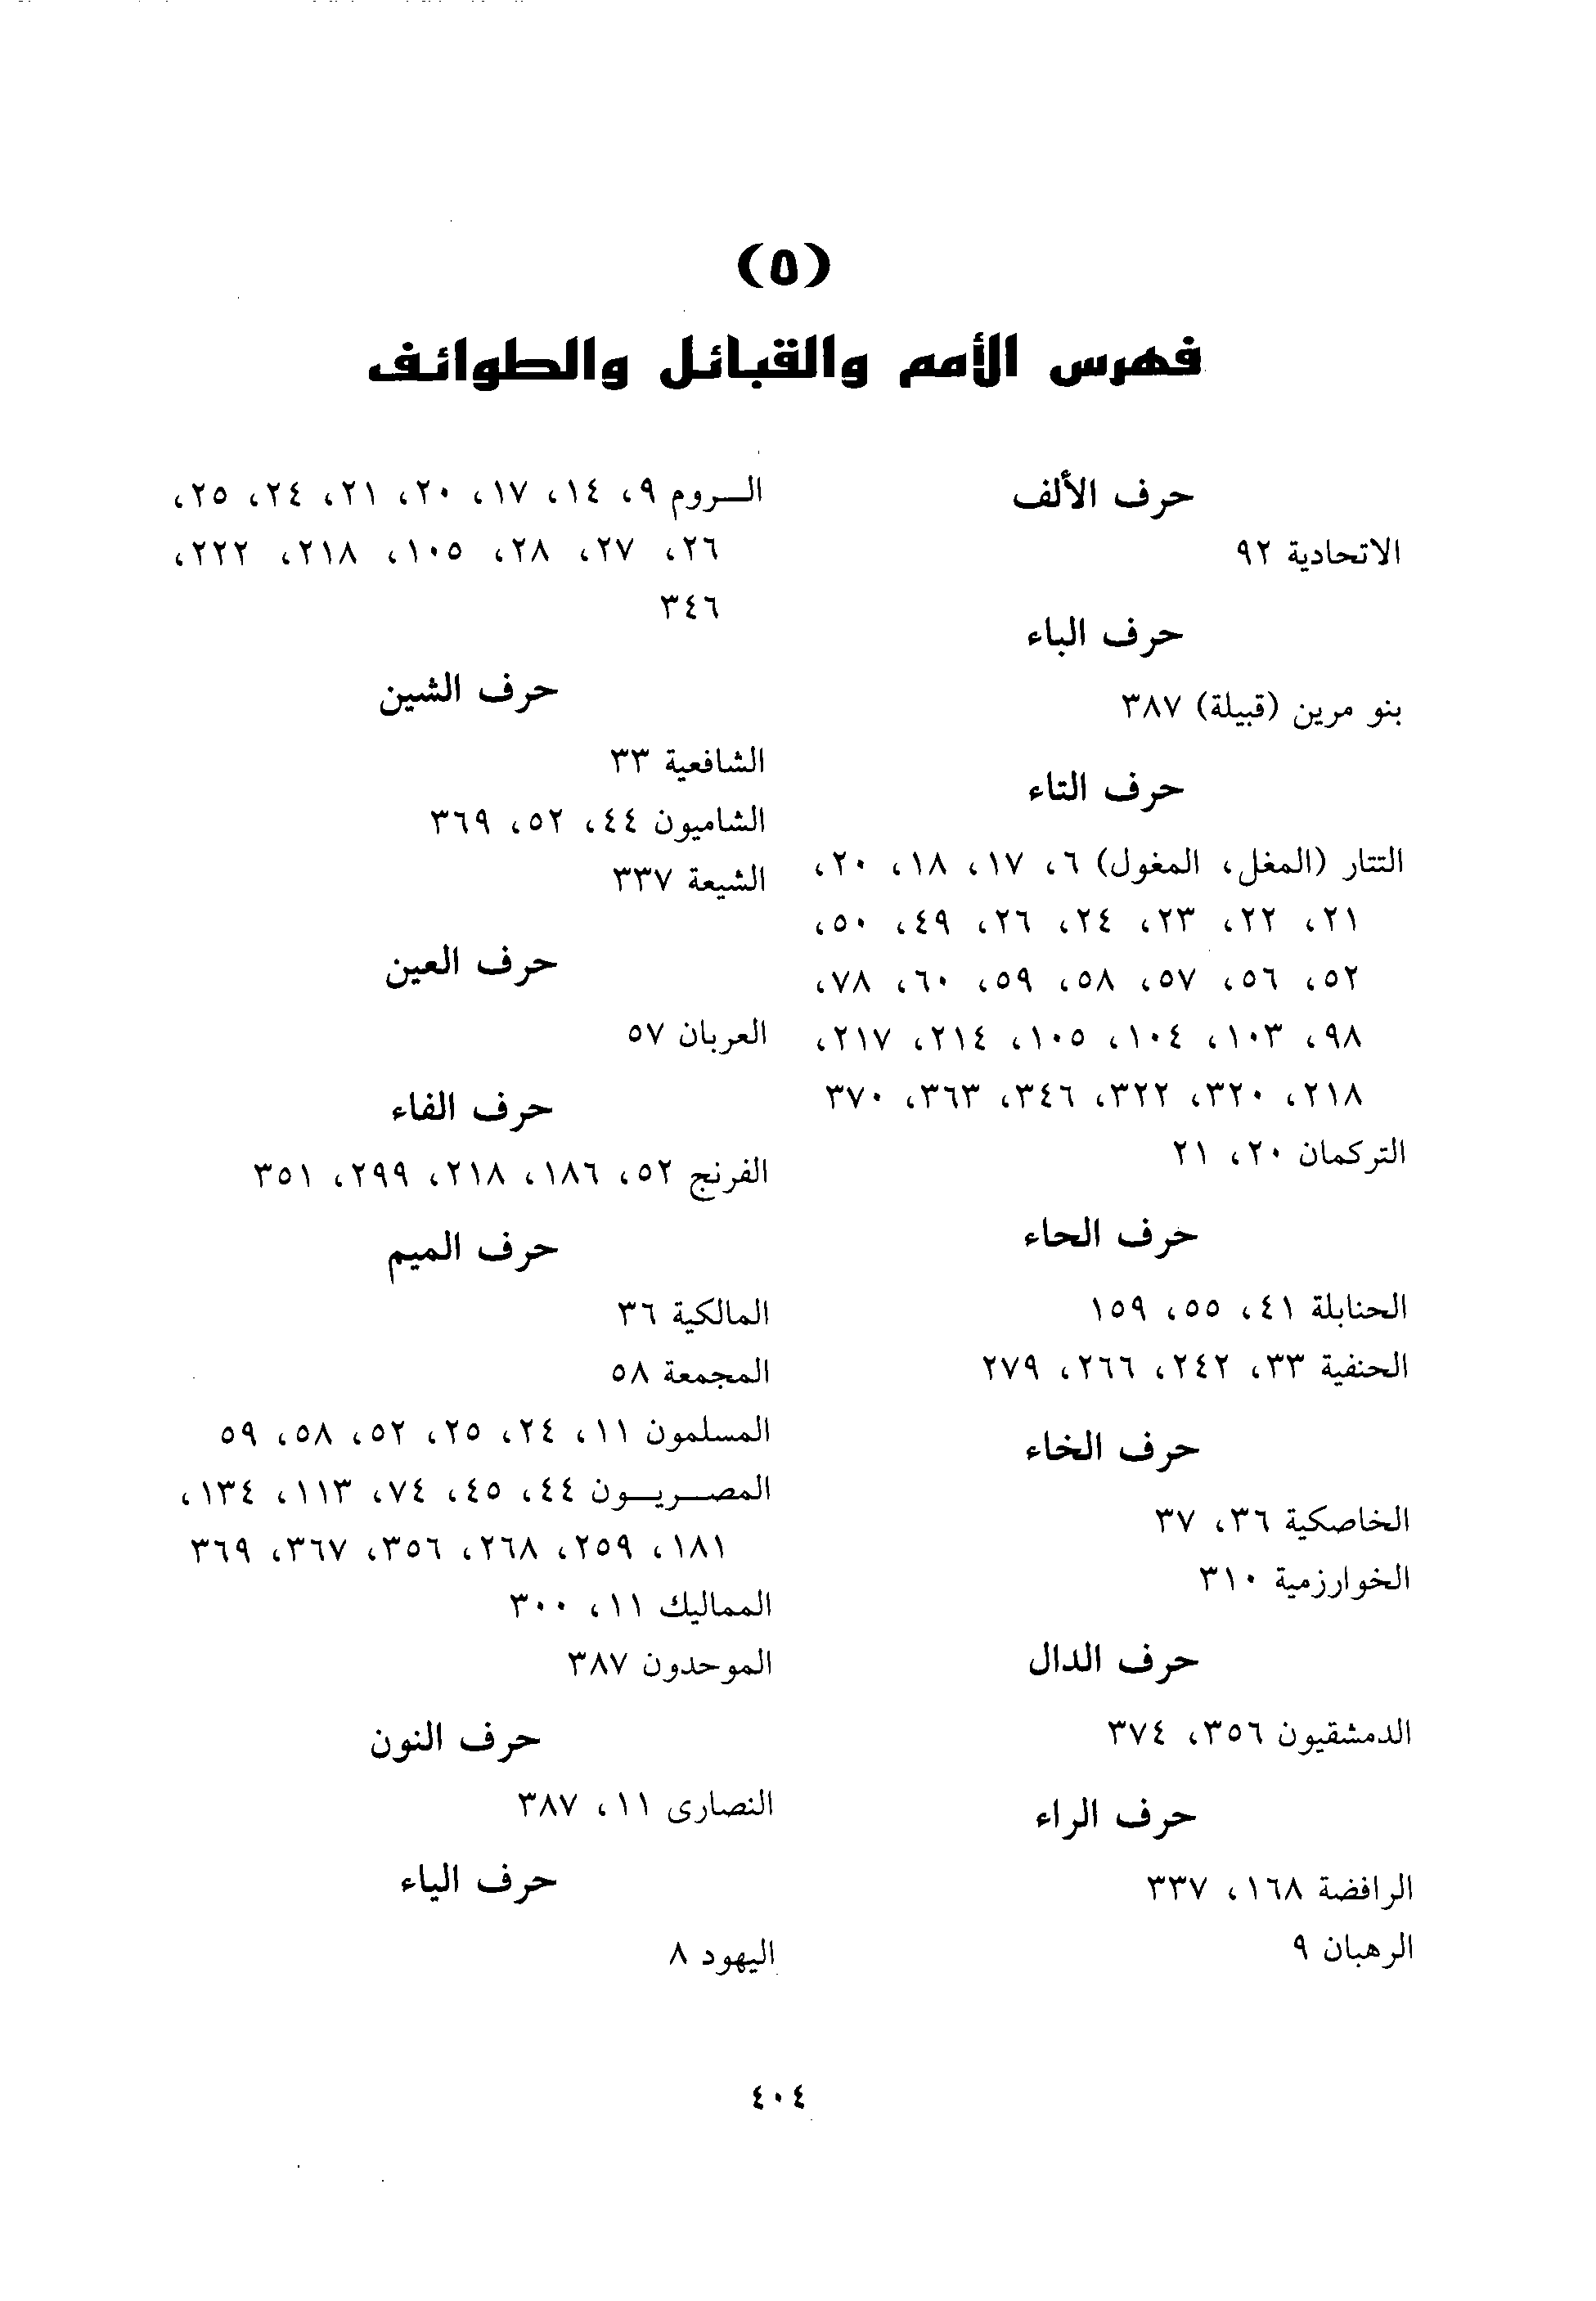 (٥)
فهرس الأمم والقبائل والطوائف
حرف الألف
الاتحادية ٩٢
حرف الباء
بنو مرين (قبيلة) ٣٨٧
حرف التاء
التتار (المغل، المغول) ٦، ١٧، ١٨، ٢٠،
٢١، ٢٢، ٢٣، ٢٤، ٢٦، ٤٩، ٥٠،
٥٢، ٥٦، ٥٧، ٥٨، ٥٩، ٦٠، ٧٨،
٩٨، ١٠٣، ١٠٤، ١٠٥، ٢١٤، ٢١٧،
٢١٨، ٣٢٠، ٣٢٢، ٣٤٦، ٣٦٣، ٣٧٠
التركمان ٢٠، ٢١
حرف الحاء
الحنابلة ٤١، ٥٥، ١٥٩
الحنفية ٣٣، ٢٤٢، ٢٦٦، ٢٧٩
حرف الخاء
الخاصكية ٣٦، ٣٧
الخوارزمية ٣١٠
حرف الدال
الدمشقيون ٣٥٦، ٣٧٤
حرف الراء
الرافضة ١٦٨، ٣٣٧
الرهبان ٩
الـــروم ٩، ١٤، ١٧، ٢٠، ٢١، ٢٤، ٢٥،
٢٦، ٢٧، ٢٨، ١٠٥، ٢١٨، ٢٢٢،
٣٤٦
حرف الشين
الشافعية ٣٣
الشاميون ٤٤، ٥٢، ٣٦٩
الشيعة ٣٣٧
حرف العين
العربان ٥٧
حرف الفاء
الفرنج ٥٢، ١٨٦، ٢١٨، ٢٩٩، ٣٥١
حرف الميم
المالكية ٣٦
المجمعة ٥٨
المسلمون ١١، ٢٤، ٢٥، ٥٢، ٥٨، ٥٩
المصـــريـــون ٤٤، ٤٥، ٧٤، ١١٣، ١٣٤،
١٨١، ٢٥٩، ٢٦٨، ٣٥٦، ٣٦٧، ٣٦٩
المماليك ١١، ٣٠٠
الموحدون ٣٨٧
حرف النون
النصارى ١١، ٣٨٧
حرف الياء
اليهود ٨
٤٠٤